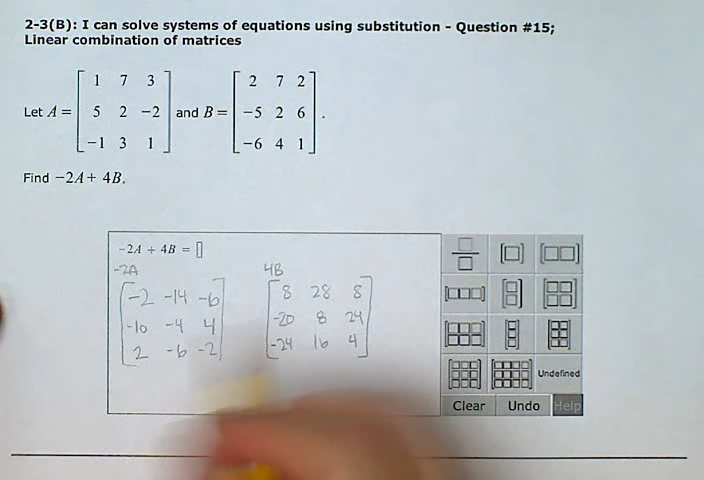 2-3(B): I can solve systems of equations using substitution - Question #15;
Linear combination of matrices
Let A = [1 7 3 and B = [2 7 2 .
5 2 −2 −5 2 6
−1 3 1] −6 4 1]
Find −2A+ 4B.
-2A + 4B = []
-2A 4B
[-2 -14 -6 [8 28 8
-10 -4 4 -20 8 24
2 -6 -2] -24 16 4]
Undefined
Clear Undo Help